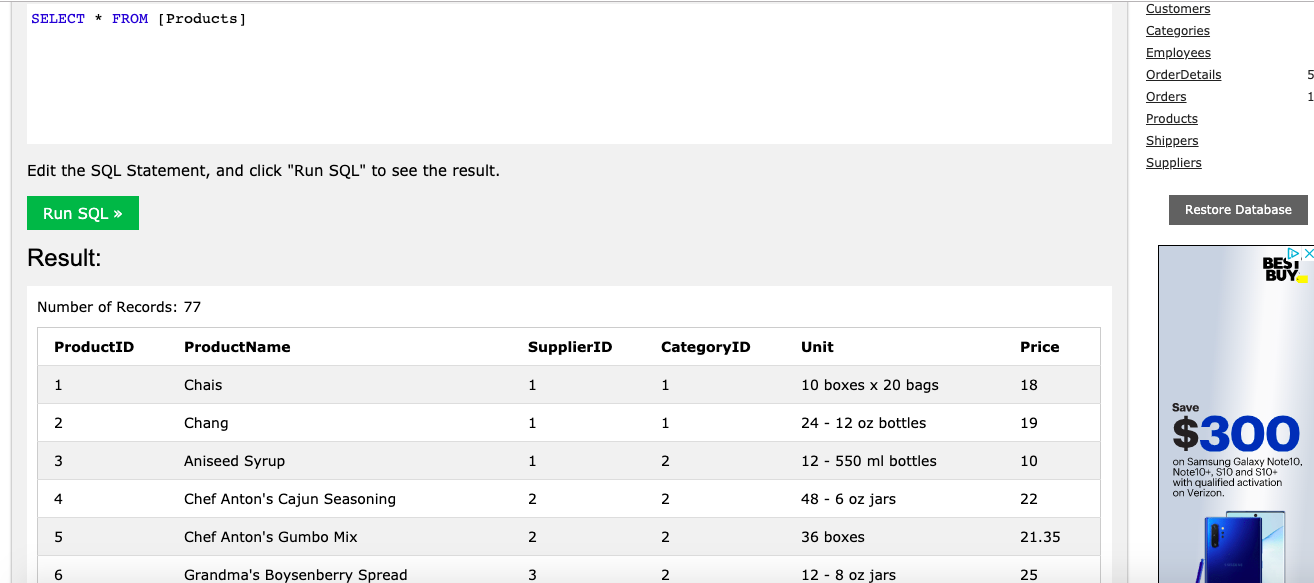 SELECT * FROM [Products]
Edit the SQL Statement, and click "Run SQL" to see the result.
Run SQL »
Result:
Number of Records: 77
ProductID ProductName SupplierID CategoryID Unit Price
1 Chais 1 1 10 boxes x 20 bags 18
2 Chang 1 1 24 - 12 oz bottles 19
3 Aniseed Syrup 1 2 12 - 550 ml bottles 10
4 Chef Anton's Cajun Seasoning 2 2 48 - 6 oz jars 22
5 Chef Anton's Gumbo Mix 2 2 36 boxes 21.35
6 Grandma's Boysenberry Spread 3 2 12 - 8 oz jars 25
Customers
Categories
Employees
OrderDetails 5
Orders 1
Products
Shippers
Suppliers
Restore Database
BEST
BUY
Save
$300
on Samsung Galaxy Note10,
Note10+, S10 and S10+
with qualified activation
on Verizon.